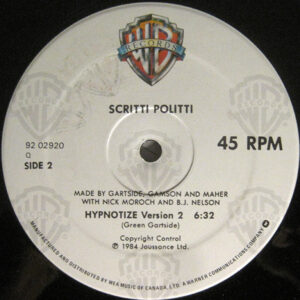 WB
RECORDS
SCRITTI POLITTI
92 02920
Q
SIDE 2
45 RPM
MADE BY GARTSIDE, GAMSON AND MAHER
WITH NICK MOROCH AND B.J. NELSON
HYPNOTIZE Version 2 6:32
(Green Gartside)
Copyright Control
℗ 1984 Jouissance Ltd.
MANUFACTURED AND DISTRIBUTED BY WEA MUSIC OF CANADA, LTD. A WARNER COMMUNICATIONS COMPANY